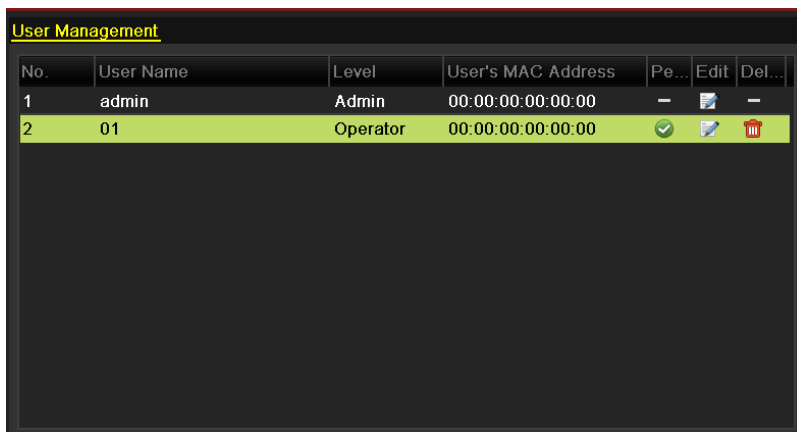 User Management
No. User Name Level User's MAC Address Pe... Edit Del...
1 admin Admin 00:00:00:00:00:00 –
2 01 Operator 00:00:00:00:00:00